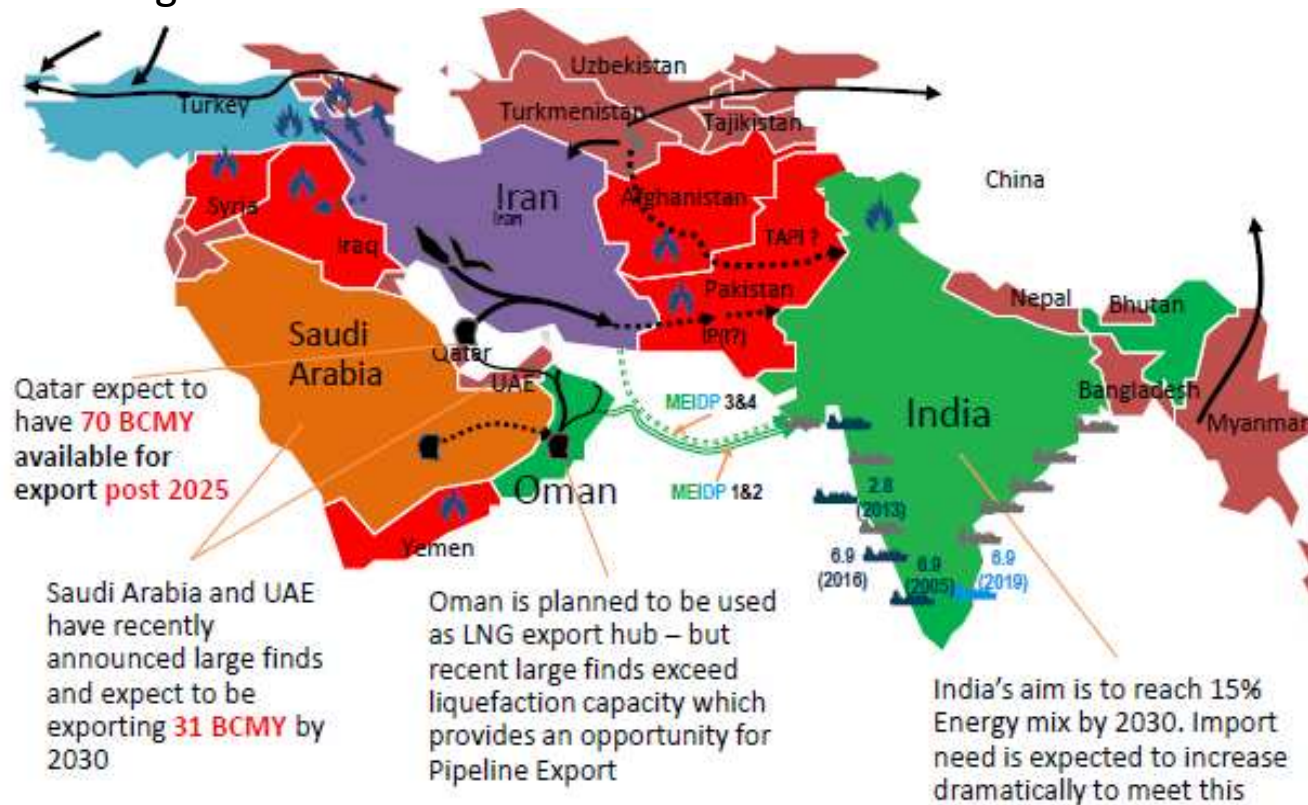 Uzbekistan
Turkey
Turkmenistan
Tajikistan
China
Iran
Iran
Afghanistan
Syria
Iraq
TAPI ?
Pakistan
Nepal
Bhutan
Saudi
Arabia
Qatar
IP(I?)
UAE
Bangladesh
MEIDP 3&4
India
Myanmar
Oman
MEIDP 1&2
2.8
(2013)
Yemen
6.9
(2016)
6.9
(2005)
6.9
(2019)
Qatar expect to
have 70 BCMY
available for
export post 2025
Saudi Arabia and UAE
have recently
announced large finds
and expect to be
exporting 31 BCMY by
2030
Oman is planned to be used
as LNG export hub – but
recent large finds exceed
liquefaction capacity which
provides an opportunity for
Pipeline Export
India's aim is to reach 15%
Energy mix by 2030. Import
need is expected to increase
dramatically to meet this